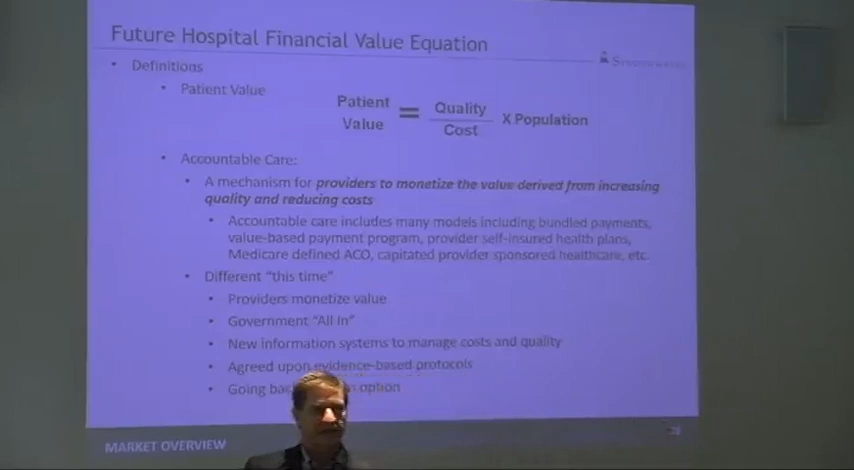 Future Hospital Financial Value Equation
• Definitions
• Patient Value
Patient Value = Quality / Cost X Population
• Accountable Care:
• A mechanism for providers to monetize the value derived from increasing
quality and reducing costs
• Accountable care includes many models including bundled payments,
value-based payment program, provider self-insured health plans,
Medicare defined ACO, capitated provider sponsored healthcare, etc.
• Different "this time"
• Providers monetize value
• Government "All In"
• New information systems to manage costs and quality
• Agreed upon evidence-based protocols
• Going option
MARKET OVERVIEW